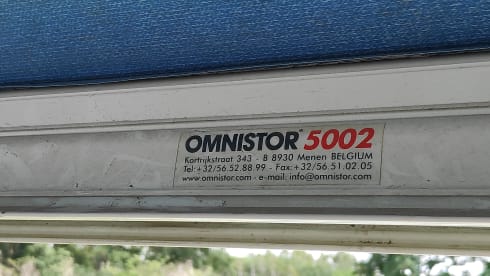 OMNISTOR 5002
Kortrijkstraat 343 - B 8930 Menen BELGIUM
Tel:+32/56.52.88.99 - Fax:+32/56.51.02.05
www.omnistor.com - e-mail: info@omnistor.com